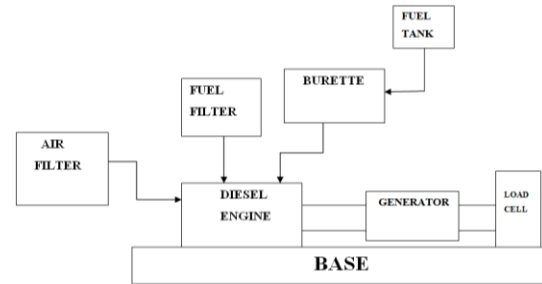 FUEL
TANK
BURETTE
FUEL
FILTER
AIR
FILTER
DIESEL
ENGINE
GENERATOR
LOAD
CELL
BASE